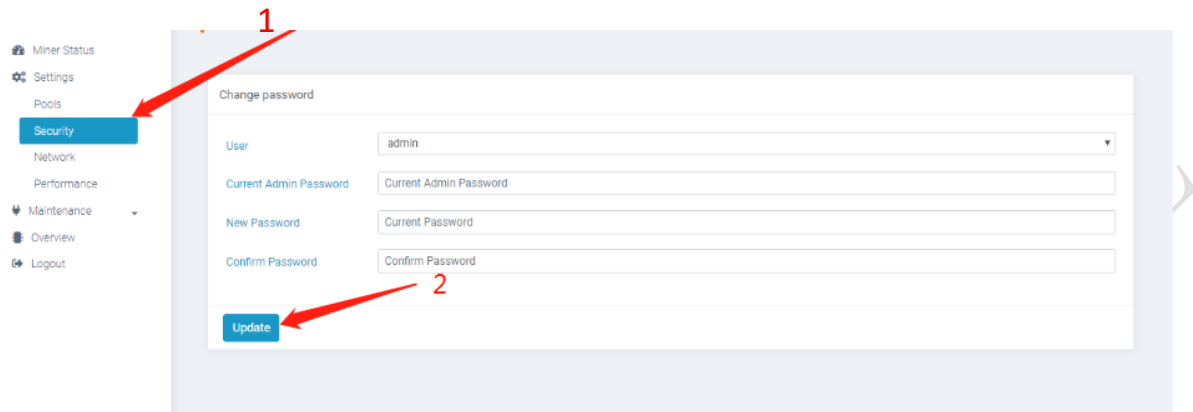 1
Miner Status
Settings
Pools
Security
Network
Performance
Maintenance
Overview
Logout
Change password
User
admin
Current Admin Password
Current Admin Password
New Password
Current Password
Confirm Password
Confirm Password
2
Update